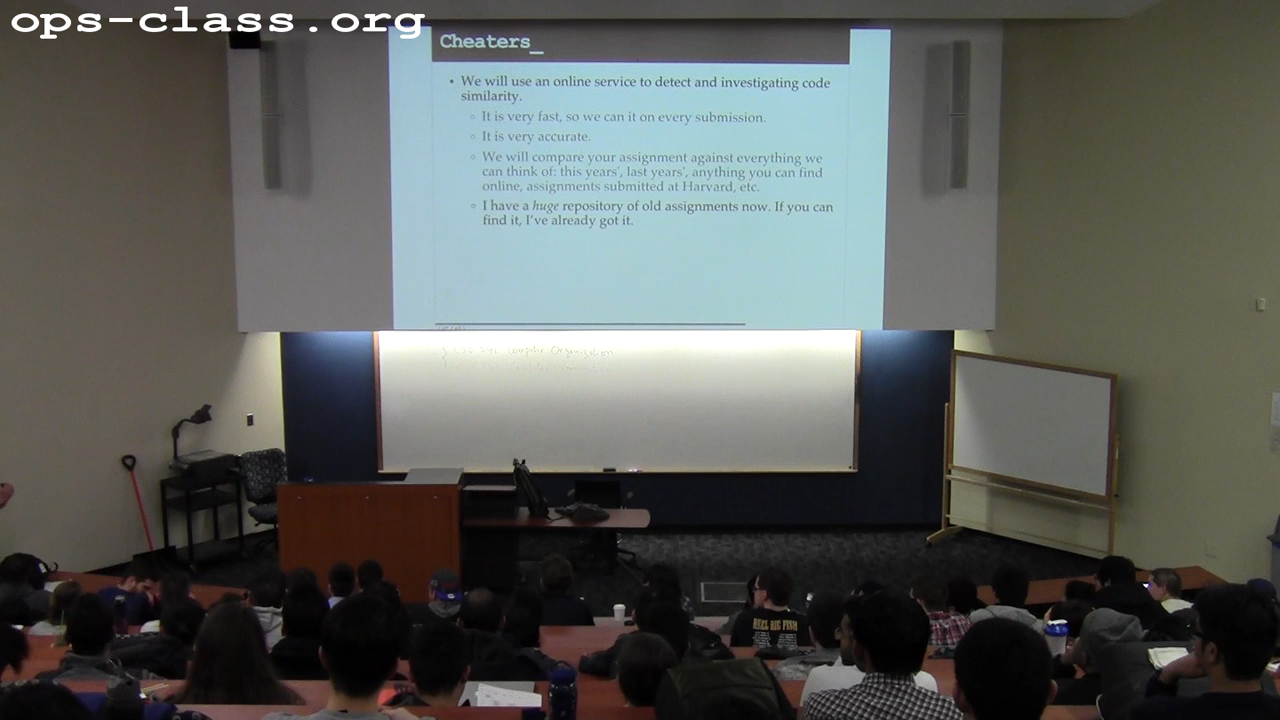 ops-class.org
Cheaters_
• We will use an online service to detect and investigating code
similarity.
◦ It is very fast, so we can it on every submission.
◦ It is very accurate.
◦ We will compare your assignment against everything we
can think of: this years', last years', anything you can find
online, assignments submitted at Harvard, etc.
◦ I have a huge repository of old assignments now. If you can
find it, I've already got it.
Computer Organization
REEL BIG FISH